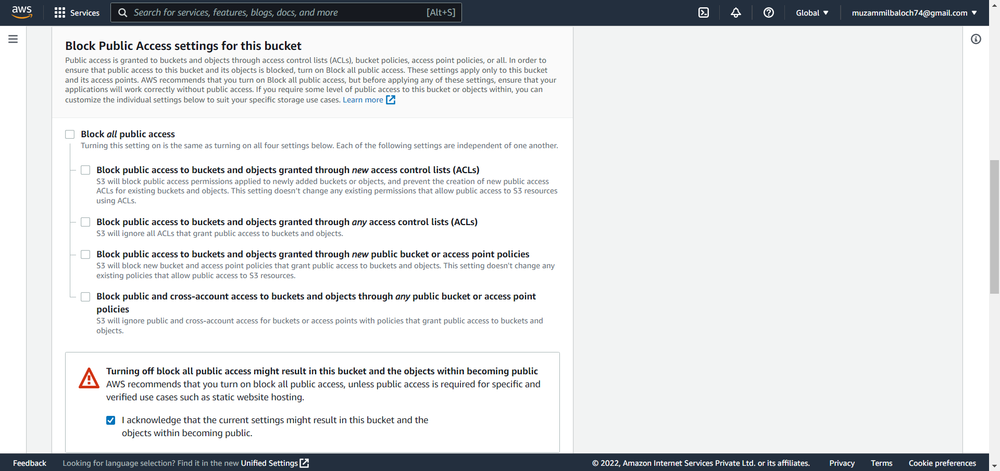 aws
Services
Search for services, features, blogs, docs, and more
[Alt+S]
Global
muzammilbaloch74@gmail.com
Block Public Access settings for this bucket
Public access is granted to buckets and objects through access control lists (ACLs), bucket policies, access point policies, or all. In order to
ensure that public access to this bucket and its objects is blocked, turn on Block all public access. These settings apply only to this bucket
and its access points. AWS recommends that you turn on Block all public access, but before applying any of these settings, ensure that your
applications will work correctly without public access. If you require some level of public access to this bucket or objects within, you can
customize the individual settings below to suit your specific storage use cases. Learn more
Block all public access
Turning this setting on is the same as turning on all four settings below. Each of the following settings are independent of one another.
Block public access to buckets and objects granted through new access control lists (ACLs)
S3 will block public access permissions applied to newly added buckets or objects, and prevent the creation of new public access
ACLs for existing buckets and objects. This setting doesn't change any existing permissions that allow public access to S3 resources
using ACLs.
Block public access to buckets and objects granted through any access control lists (ACLs)
S3 will ignore all ACLs that grant public access to buckets and objects.
Block public access to buckets and objects granted through new public bucket or access point policies
S3 will block new bucket and access point policies that grant public access to buckets and objects. This setting doesn't change any
existing policies that allow public access to S3 resources.
Block public and cross-account access to buckets and objects through any public bucket or access point
policies
S3 will ignore public and cross-account access for buckets or access points with policies that grant public access to buckets and
objects.
Turning off block all public access might result in this bucket and the objects within becoming public
AWS recommends that you turn on block all public access, unless public access is required for specific and
verified use cases such as static website hosting.
I acknowledge that the current settings might result in this bucket and the
objects within becoming public.
Feedback
Looking for language selection? Find it in the new Unified Settings
© 2022, Amazon Internet Services Private Ltd. or its affiliates.
Privacy
Terms
Cookie preferences